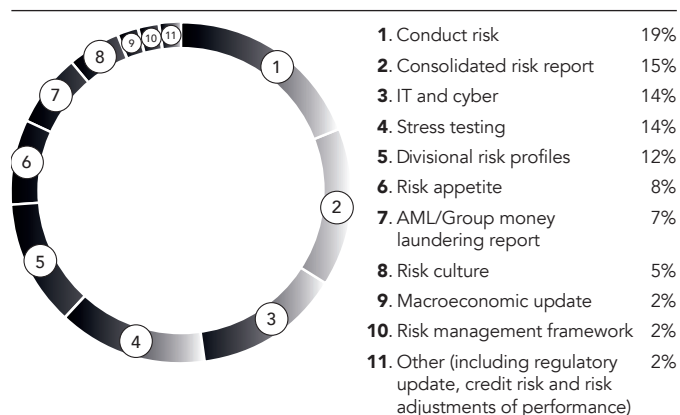 1. Conduct risk 19%
2. Consolidated risk report 15%
3. IT and cyber 14%
4. Stress testing 14%
5. Divisional risk profiles 12%
6. Risk appetite 8%
7. AML/Group money 7%
laundering report
8. Risk culture 5%
9. Macroeconomic update 2%
10. Risk management framework 2%
11. Other (including regulatory 2%
update, credit risk and risk
adjustments of performance)
1
2
3
4
5
6
7
8
9
10
11